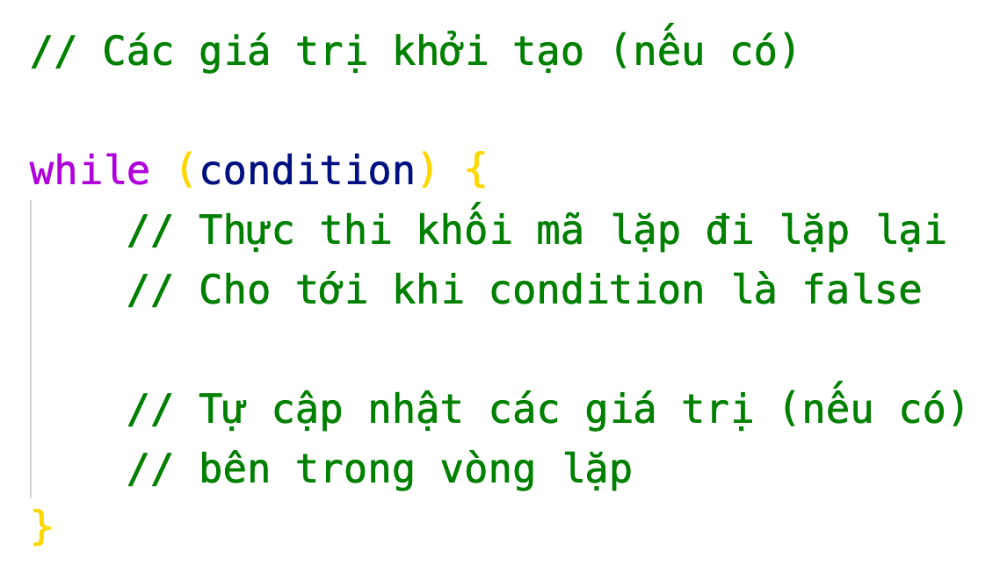 // Các giá trị khởi tạo (nếu có)
while (condition) {
// Thực thi khối mã lặp đi lặp lại
// Cho tới khi condition là false
// Tự cập nhật các giá trị (nếu có)
// bên trong vòng lặp
}